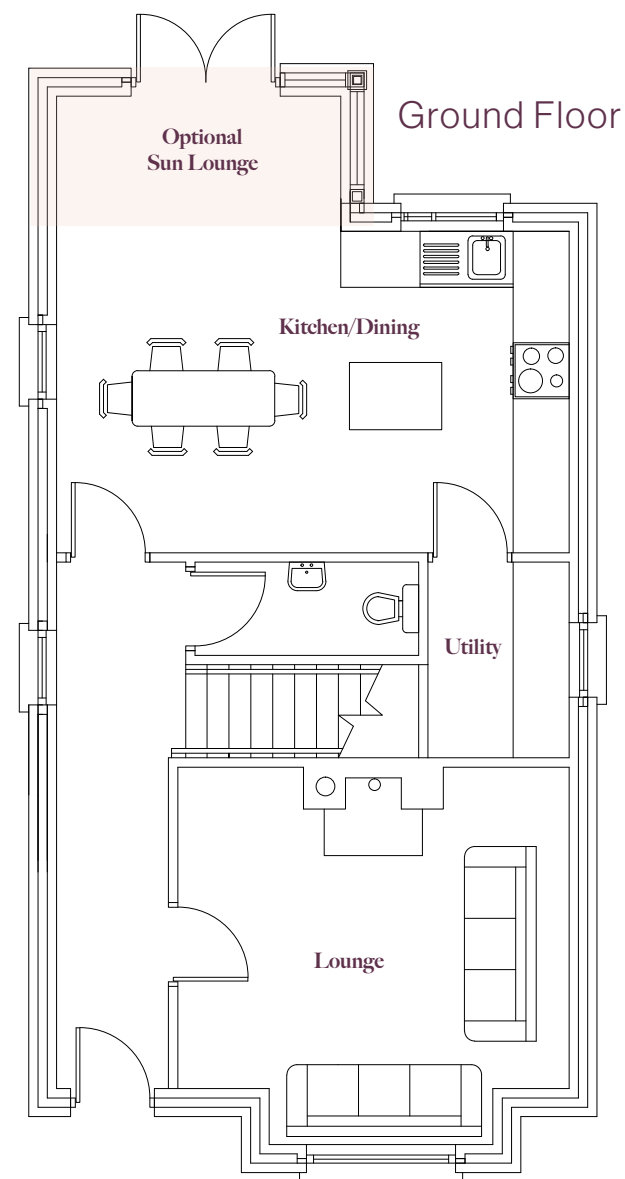 Ground Floor
Optional
Sun Lounge
Kitchen/Dining
Utility
Lounge